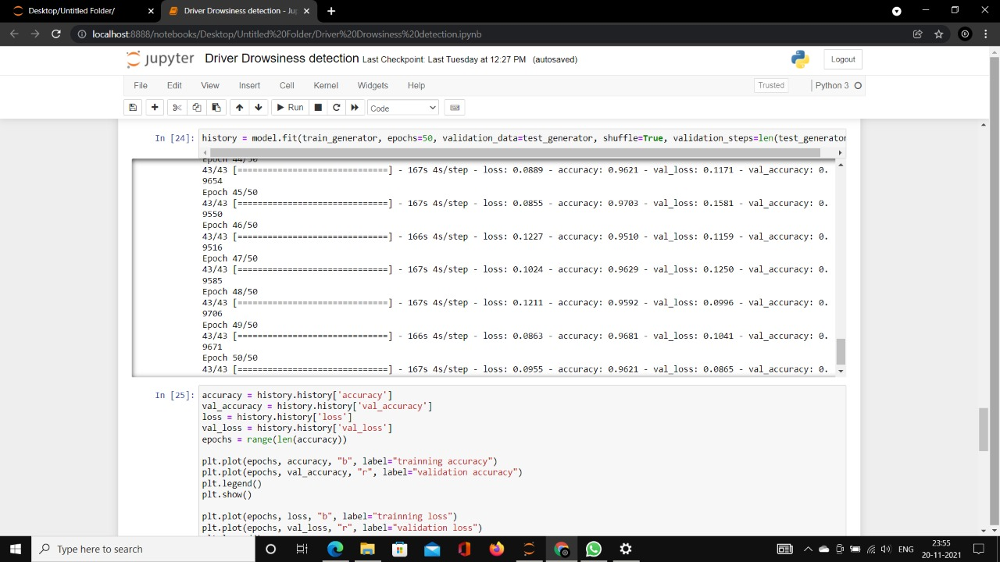 Desktop/Untitled Folder/
Driver Drowsiness detection - Ju
localhost:8888/notebooks/Desktop/Untitled%20Folder/Driver%20Drowsiness%20detection.ipynb
jupyter Driver Drowsiness detection Last Checkpoint: Last Tuesday at 12:27 PM (autosaved)
Logout
File Edit View Insert Cell Kernel Widgets Help
Trusted
Python 3
Run
Code
In [24]: history = model.fit(train_generator, epochs=50, validation_data=test_generator, shuffle=True, validation_steps=len(test_generator
Epoch 44/50
43/43 [==============================] - 167s 4s/step - loss: 0.0889 - accuracy: 0.9621 - val_loss: 0.1171 - val_accuracy: 0.
9654
Epoch 45/50
43/43 [==============================] - 167s 4s/step - loss: 0.0855 - accuracy: 0.9703 - val_loss: 0.1581 - val_accuracy: 0.
9550
Epoch 46/50
43/43 [==============================] - 166s 4s/step - loss: 0.1227 - accuracy: 0.9510 - val_loss: 0.1159 - val_accuracy: 0.
9516
Epoch 47/50
43/43 [==============================] - 167s 4s/step - loss: 0.1024 - accuracy: 0.9629 - val_loss: 0.1250 - val_accuracy: 0.
9585
Epoch 48/50
43/43 [==============================] - 167s 4s/step - loss: 0.1211 - accuracy: 0.9592 - val_loss: 0.0996 - val_accuracy: 0.
9706
Epoch 49/50
43/43 [==============================] - 166s 4s/step - loss: 0.0863 - accuracy: 0.9681 - val_loss: 0.1041 - val_accuracy: 0.
9671
Epoch 50/50
43/43 [==============================] - 167s 4s/step - loss: 0.0955 - accuracy: 0.9621 - val_loss: 0.0865 - val_accuracy: 0.
In [25]: accuracy = history.history['accuracy']
val_accuracy = history.history['val_accuracy']
loss = history.history['loss']
val_loss = history.history['val_loss']
epochs = range(len(accuracy))
plt.plot(epochs, accuracy, "b", label="trainning accuracy")
plt.plot(epochs, val_accuracy, "r", label="validation accuracy")
plt.legend()
plt.show()
plt.plot(epochs, loss, "b", label="trainning loss")
plt.plot(epochs, val_loss, "r", label="validation loss")
Type here to search
ENG
23:55
20-11-2021